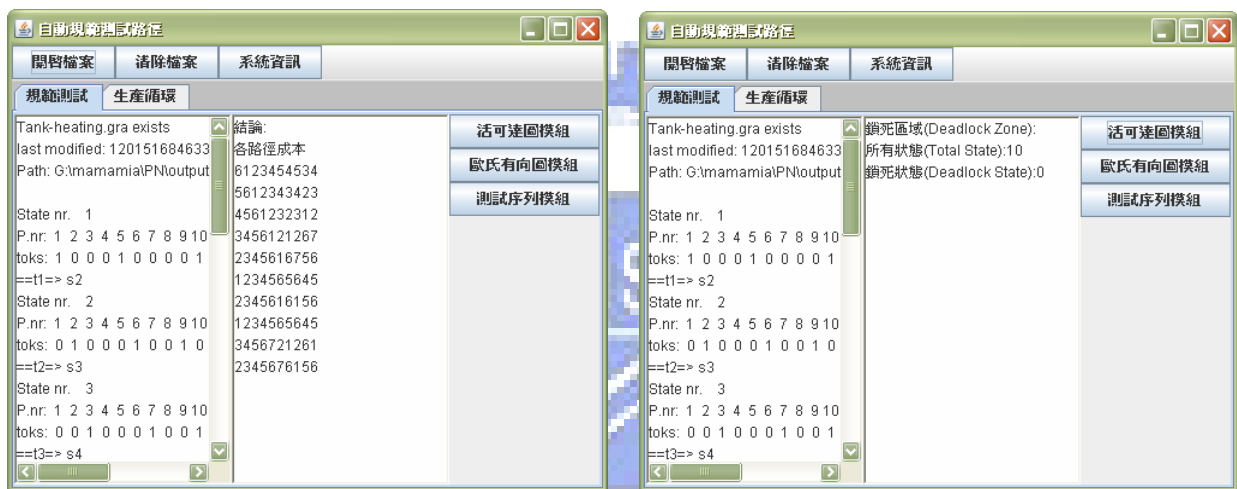 自動規範測試路徑
開啓檔案 清除檔案 系統資訊
規範測試 生產循環
Tank-heating.gra exists
last modified: 120151684633
Path: G:\mamamia\PN\output
State nr. 1
P.nr: 1 2 3 4 5 6 7 8 9 10
toks: 1 0 0 0 1 0 0 0 0 1
==t1=> s2
State nr. 2
P.nr: 1 2 3 4 5 6 7 8 9 10
toks: 0 1 0 0 0 1 0 0 1 0
==t2=> s3
State nr. 3
P.nr: 1 2 3 4 5 6 7 8 9 10
toks: 0 0 1 0 0 0 1 0 0 1
==t3=> s4
結論:
各路徑成本
6123454534
5612343423
4561232312
3456121267
2345616756
1234565645
2345616156
1234565645
3456721261
2345676156
活可達圖模組
歐氏有向圖模組
測試序列模組
自動規範測試路徑
開啓檔案 清除檔案 系統資訊
規範測試 生產循環
Tank-heating.gra exists
last modified: 120151684633
Path: G:\mamamia\PN\output
State nr. 1
P.nr: 1 2 3 4 5 6 7 8 9 10
toks: 1 0 0 0 1 0 0 0 0 1
==t1=> s2
State nr. 2
P.nr: 1 2 3 4 5 6 7 8 9 10
toks: 0 1 0 0 0 1 0 0 1 0
==t2=> s3
State nr. 3
P.nr: 1 2 3 4 5 6 7 8 9 10
toks: 0 0 1 0 0 0 1 0 0 1
==t3=> s4
鎖死區域(Deadlock Zone):
所有狀態(Total State):10
鎖死狀態(Deadlock State):0
活可達圖模組
歐氏有向圖模組
測試序列模組